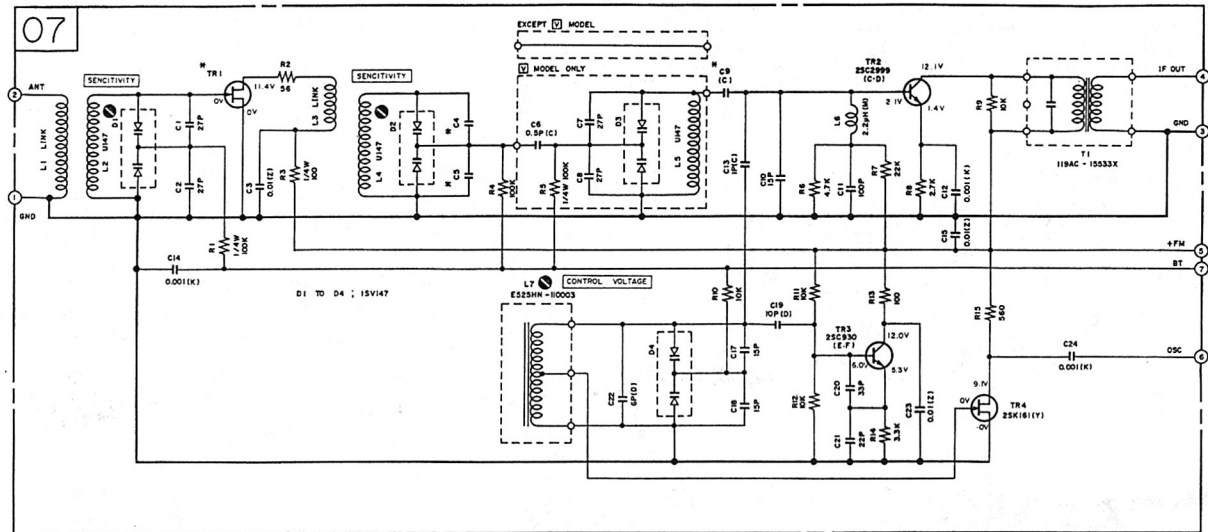 07
EXCEPT V MODEL
V MODEL ONLY
2
ANT
L1 LINK
1
GND
SENCITIVITY
L2 U147
D1
C1 27P
C2 27P
* TR1
11.4V
0V
0V
R2
56
L3 LINK
C3 0.01(Z)
R3 1/4W 100
R1 1/4W 100K
C14
0.001(K)
SENCITIVITY
L4 U147
D2
* C4
* C5
R4 100K
C6
0.5P(C)
R5 1/4W 100K
C7 27P
C8 27P
D3
L5 U147
* C9
(C)
C13 1P(C)
C10 15P
TR2
2SC2999
(C·D)
12.1V
2.1V
1.4V
L6 2.2μH(M)
R6 4.7K
C11 100P
R7 22K
R8 2.7K
C12 0.001(K)
C15 0.01(Z)
R9 10K
T1
119AC-15533X
IF OUT
4
GND
3
+FM
5
BT
7
D1 TO D4 ; 1SV147
L7
E525HN-110003
CONTROL VOLTAGE
C22 6P(D)
D4
R10 10K
C17 15P
C18 15P
C19
10P(D)
R11 10K
R12 10K
TR3
2SC930
(E·F)
12.0V
6.0V
5.3V
C20 33P
C21 22P
R13 100
R14 3.3K
C23 0.01(Z)
R15 560
C24
0.001(K)
OSC
6
9.1V
0V
TR4
2SK161(Y)
0V